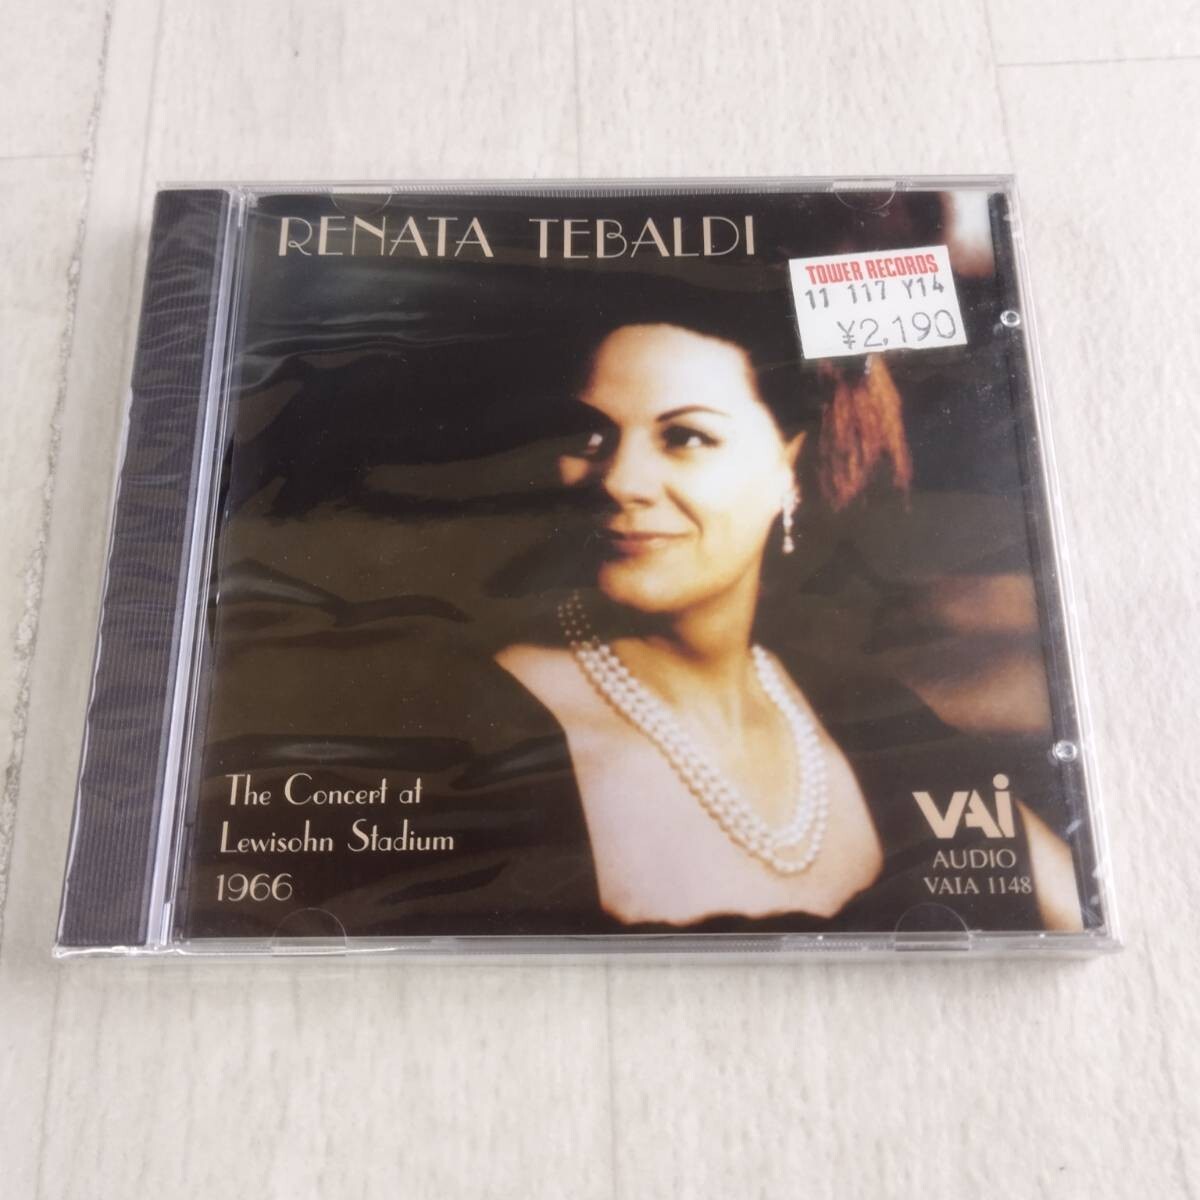 RENATA TEBALDI
TOWER RECORDS
11 117 Y14
¥2,190
The Concert at
Lewisohn Stadium
1966
VAI
AUDIO
VAIA 1148